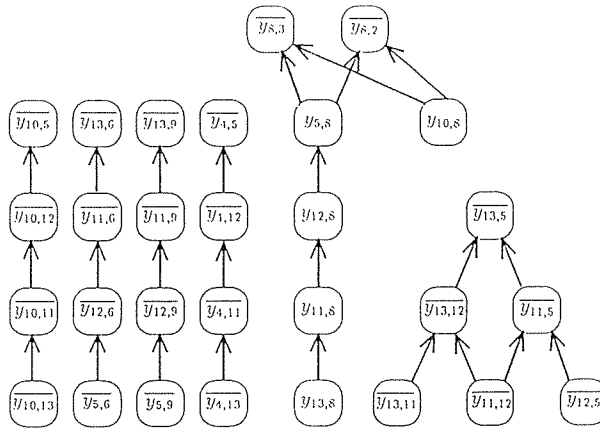 y̅8,3 y̅8,2
y̅10,5 y̅13,6 y̅13,9 y̅4,5 y5,8 y10,8
y̅10,12 y̅11,6 y̅11,9 y̅4,12 y12,8 y̅13,5
y̅10,11 y̅12,6 y̅12,9 y̅4,11 y11,8 y̅13,12 y̅11,5
y̅10,13 y̅5,6 y̅5,9 y̅4,13 y13,8 y̅13,11 y̅11,12 y̅12,5